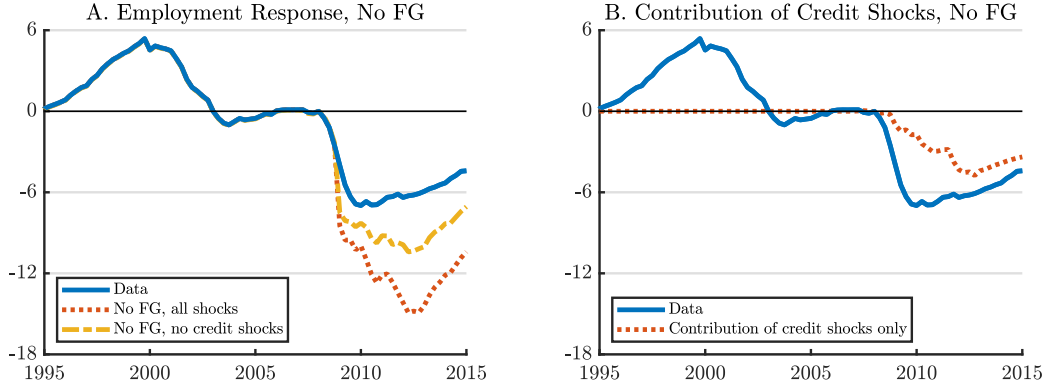 A. Employment Response, No FG
6
0
-6
-12
-18
Data
No FG, all shocks
No FG, no credit shocks
1995 2000 2005 2010 2015
B. Contribution of Credit Shocks, No FG
6
0
-6
-12
-18
Data
Contribution of credit shocks only
1995 2000 2005 2010 2015